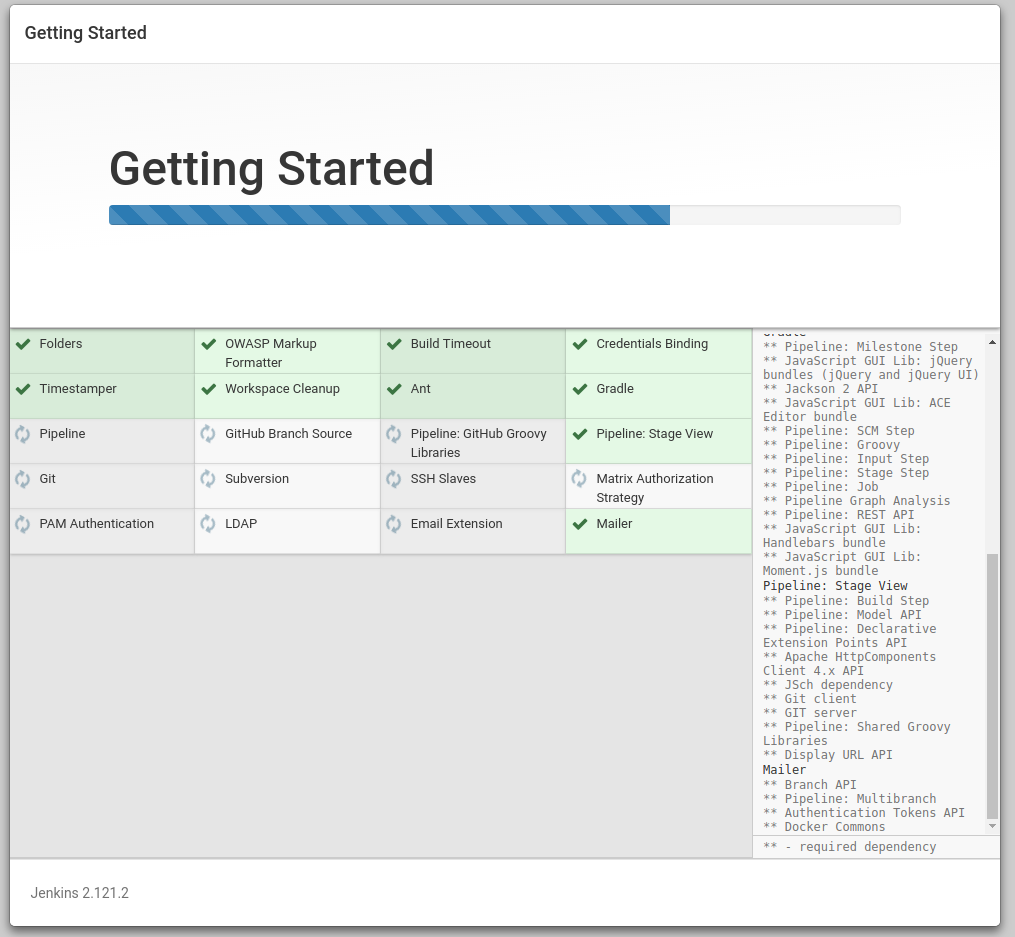 Getting Started
Getting Started
Folders
OWASP Markup
Formatter
Build Timeout
Credentials Binding
Timestamper
Workspace Cleanup
Ant
Gradle
Pipeline
GitHub Branch Source
Pipeline: GitHub Groovy
Libraries
Pipeline: Stage View
Git
Subversion
SSH Slaves
Matrix Authorization
Strategy
PAM Authentication
LDAP
Email Extension
Mailer
** Pipeline: Milestone Step
** JavaScript GUI Lib: jQuery
bundles (jQuery and jQuery UI)
** Jackson 2 API
** JavaScript GUI Lib: ACE
Editor bundle
** Pipeline: SCM Step
** Pipeline: Groovy
** Pipeline: Input Step
** Pipeline: Stage Step
** Pipeline: Job
** Pipeline Graph Analysis
** Pipeline: REST API
** JavaScript GUI Lib:
Handlebars bundle
** JavaScript GUI Lib:
Moment.js bundle
Pipeline: Stage View
** Pipeline: Build Step
** Pipeline: Model API
** Pipeline: Declarative
Extension Points API
** Apache HttpComponents
Client 4.x API
** JSch dependency
** Git client
** GIT server
** Pipeline: Shared Groovy
Libraries
** Display URL API
Mailer
** Branch API
** Pipeline: Multibranch
** Authentication Tokens API
** Docker Commons
** - required dependency
Jenkins 2.121.2